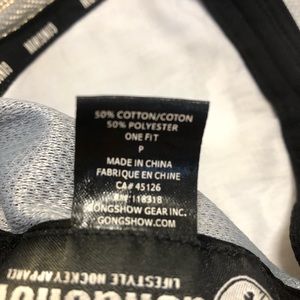 50% COTTON/COTON
50% POLYESTER
ONE FIT
P
MADE IN CHINA
FABRIQUE EN CHINE
CA# 45126
RN# 118318
GONGSHOW GEAR INC.
GONGSHOW.COM
LIFESTYLE HOCKEY APPAREL